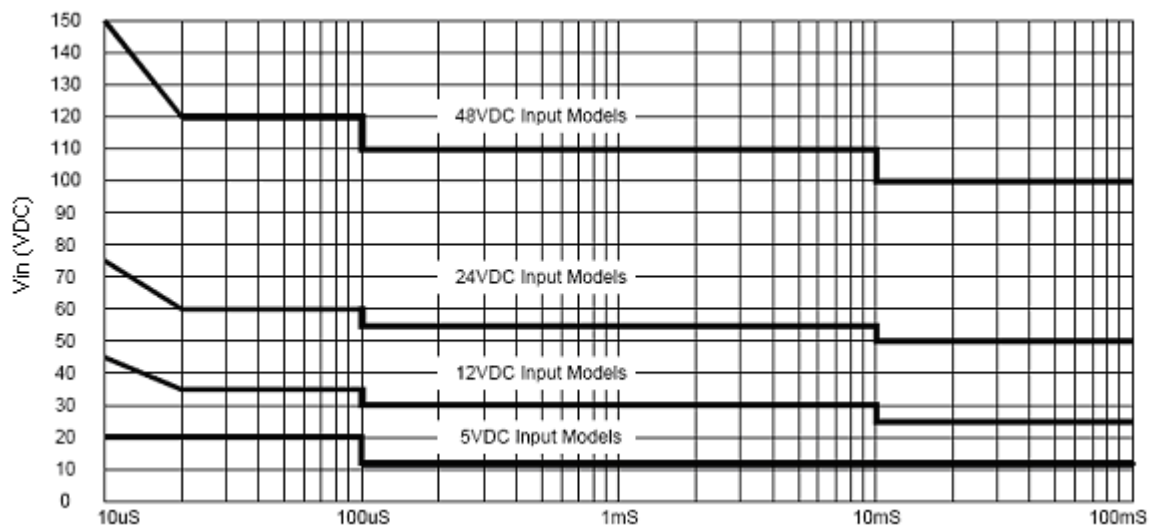 150
140
130
120
110
100
90
80
70
60
50
40
30
20
10
0
Vin (VDC)
48VDC Input Models
24VDC Input Models
12VDC Input Models
5VDC Input Models
10uS
100uS
1mS
10mS
100mS